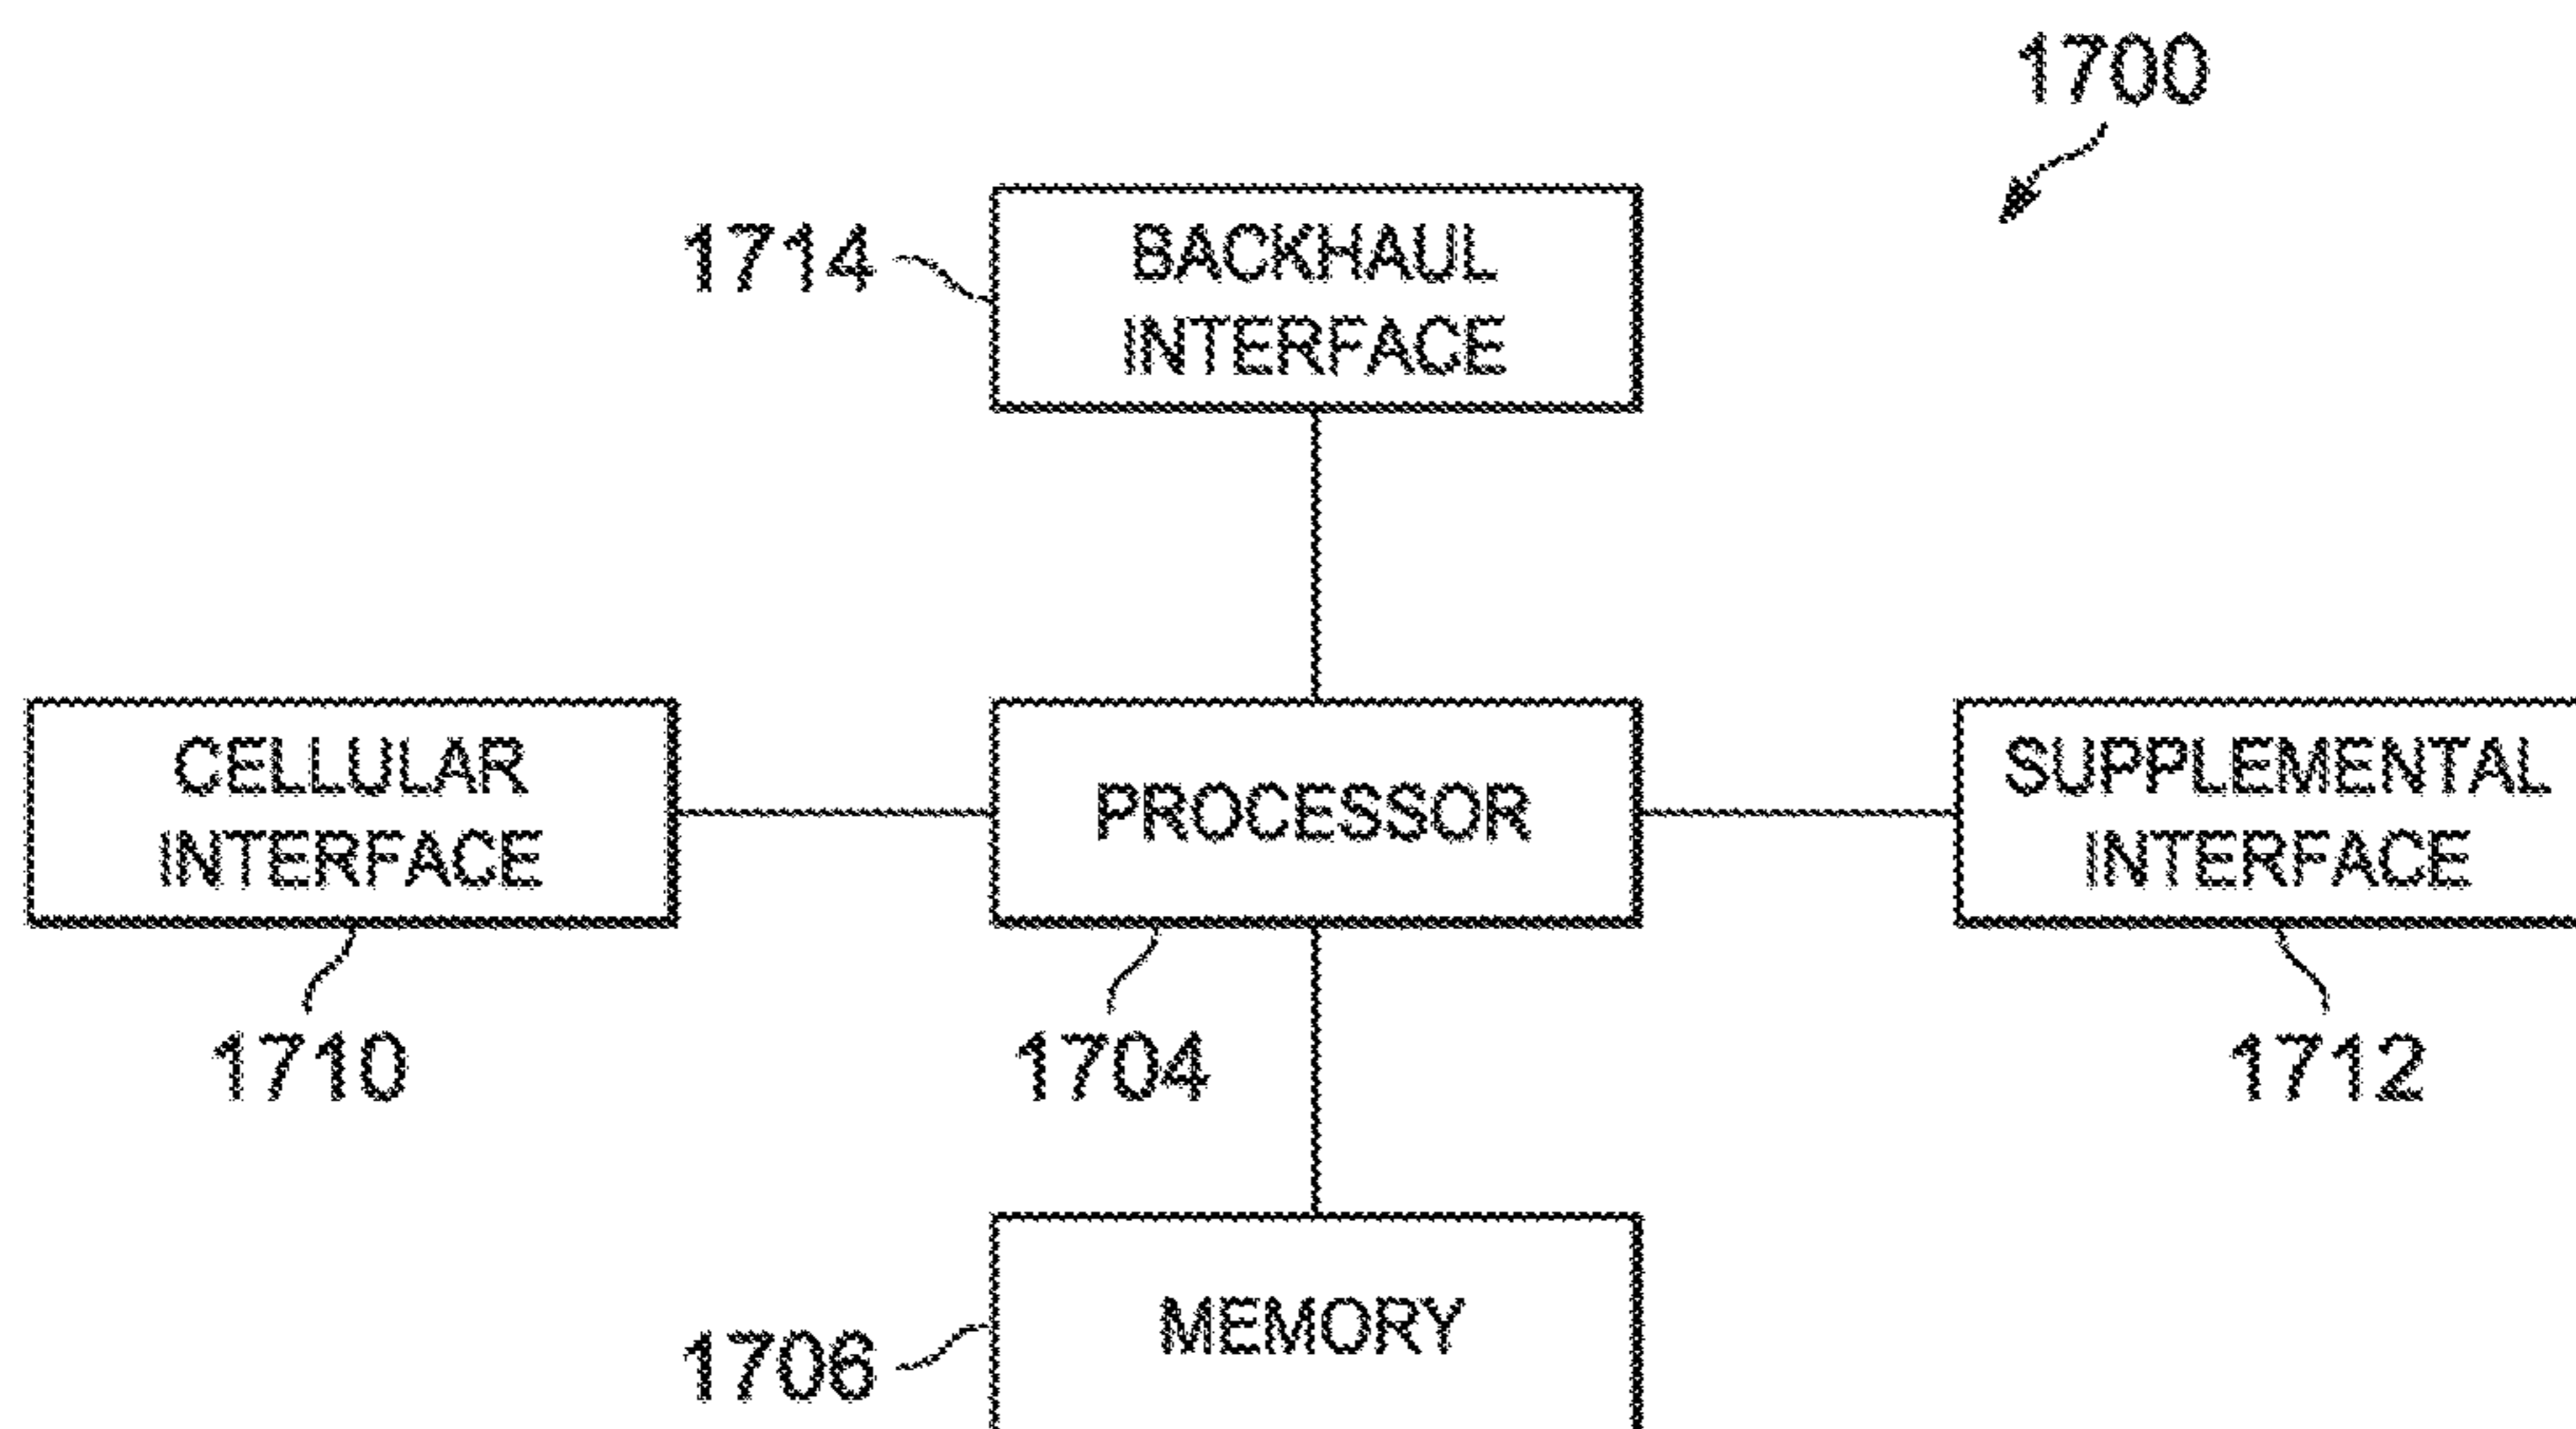 1700
1714
BACKHAUL
INTERFACE
CELLULAR
INTERFACE
PROCESSOR
SUPPLEMENTAL
INTERFACE
1710
1704
1712
MEMORY
1706